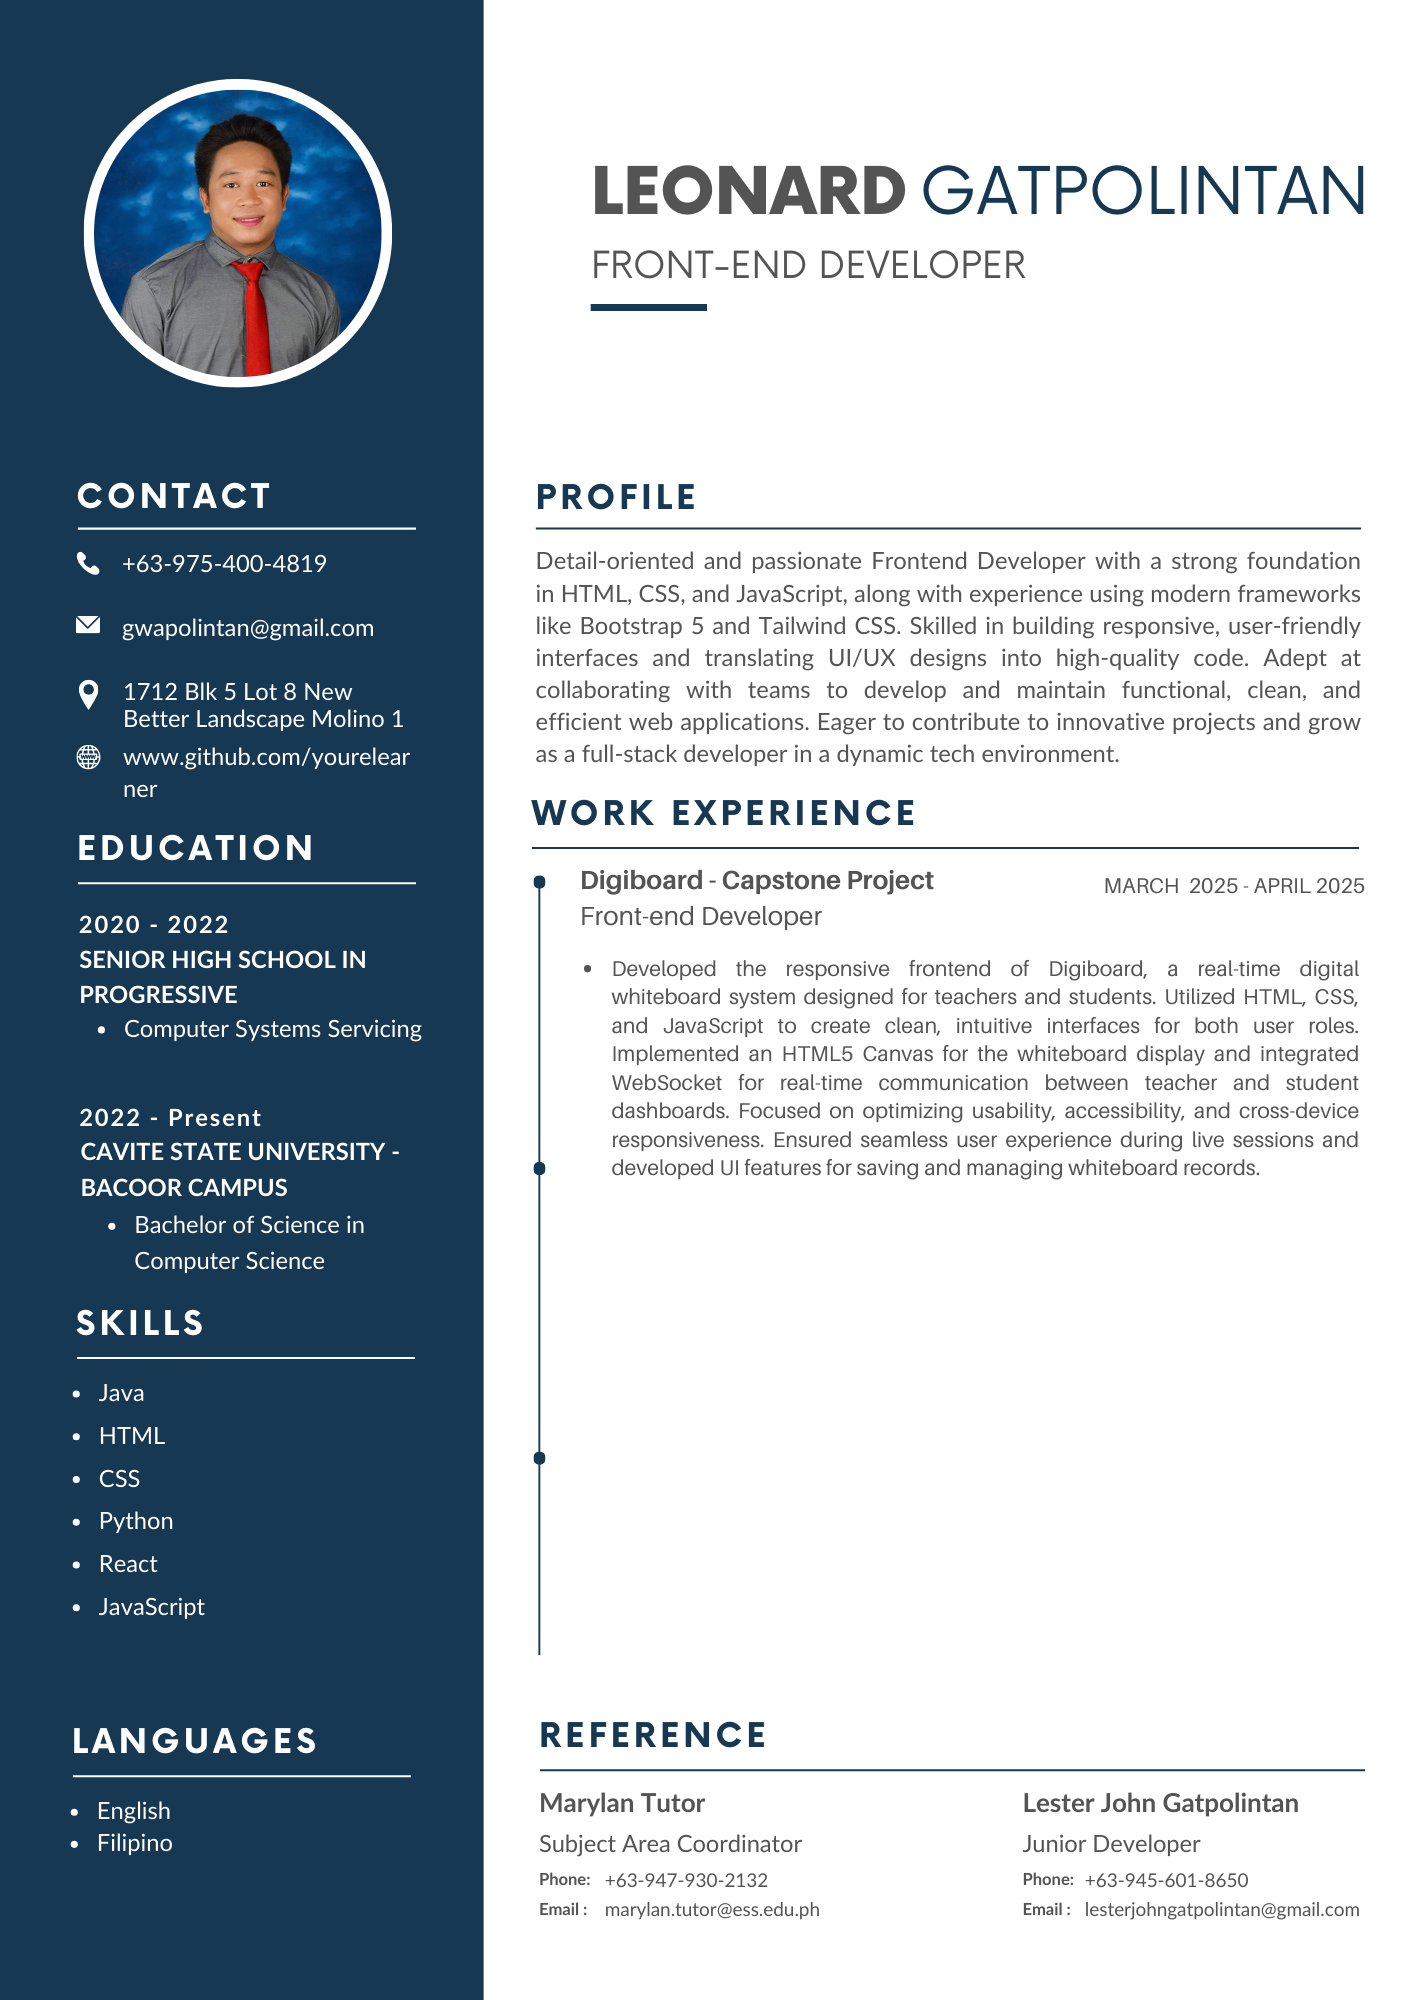 LEONARD GATPOLINTAN
FRONT-END DEVELOPER
CONTACT
+63-975-400-4819
gwapolintan@gmail.com
1712 Blk 5 Lot 8 New
Better Landscape Molino 1
www.github.com/yourelear
ner
EDUCATION
2020 - 2022
SENIOR HIGH SCHOOL IN
PROGRESSIVE
• Computer Systems Servicing
2022 - Present
CAVITE STATE UNIVERSITY -
BACOOR CAMPUS
• Bachelor of Science in
Computer Science
SKILLS
• Java
• HTML
• CSS
• Python
• React
• JavaScript
LANGUAGES
• English
• Filipino
PROFILE
Detail-oriented and passionate Frontend Developer with a strong foundation
in HTML, CSS, and JavaScript, along with experience using modern frameworks
like Bootstrap 5 and Tailwind CSS. Skilled in building responsive, user-friendly
interfaces and translating UI/UX designs into high-quality code. Adept at
collaborating with teams to develop and maintain functional, clean, and
efficient web applications. Eager to contribute to innovative projects and grow
as a full-stack developer in a dynamic tech environment.
WORK EXPERIENCE
Digiboard - Capstone Project MARCH 2025 - APRIL 2025
Front-end Developer
• Developed the responsive frontend of Digiboard, a real-time digital
whiteboard system designed for teachers and students. Utilized HTML, CSS,
and JavaScript to create clean, intuitive interfaces for both user roles.
Implemented an HTML5 Canvas for the whiteboard display and integrated
WebSocket for real-time communication between teacher and student
dashboards. Focused on optimizing usability, accessibility, and cross-device
responsiveness. Ensured seamless user experience during live sessions and
developed UI features for saving and managing whiteboard records.
REFERENCE
Marylan Tutor
Subject Area Coordinator
Phone: +63-947-930-2132
Email : marylan.tutor@ess.edu.ph
Lester John Gatpolintan
Junior Developer
Phone: +63-945-601-8650
Email : lesterjohngatpolintan@gmail.com